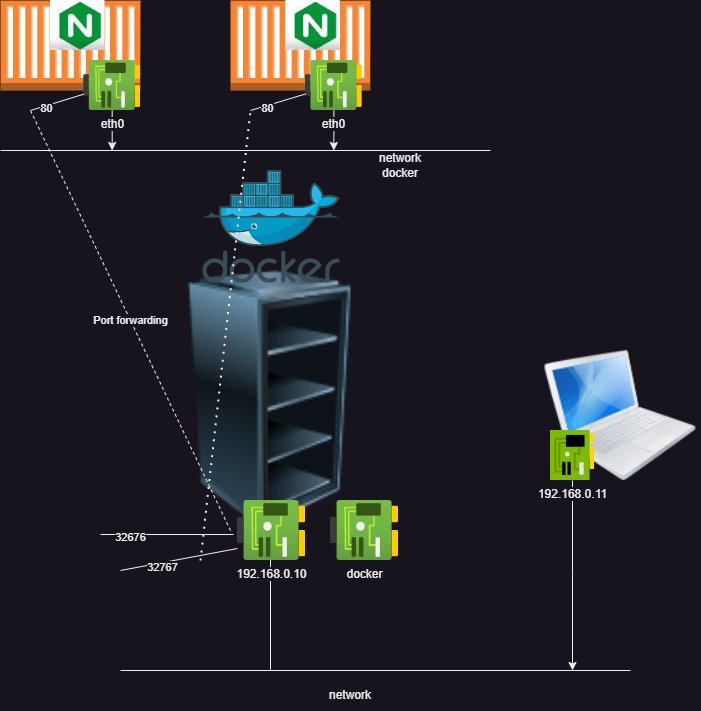 N
N
80
80
eth0
eth0
network
docker
docker
Port forwarding
192.168.0.11
32676
32767
192.168.0.10
docker
network